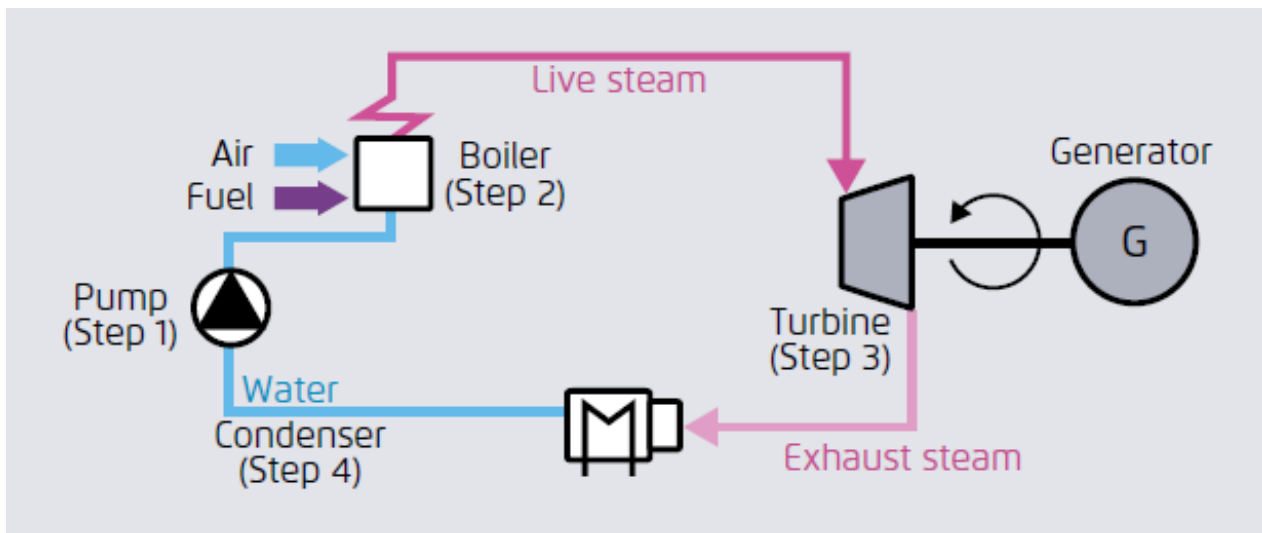 Live steam
Air
Fuel
Boiler
(Step 2)
Generator
G
Pump
(Step 1)
Turbine
(Step 3)
Water
Condenser
(Step 4)
Exhaust steam